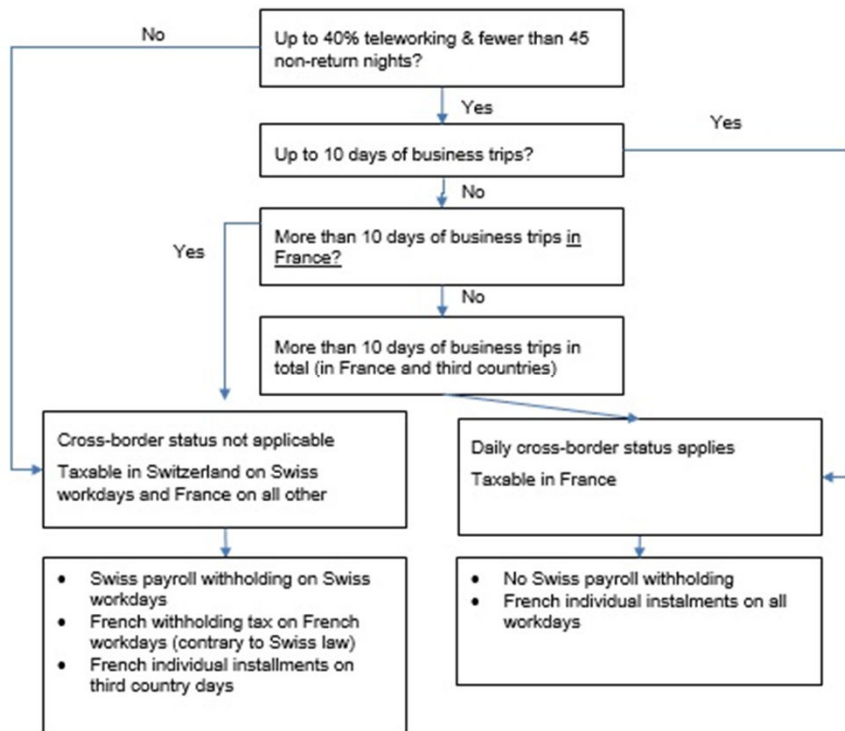 No
Up to 40% teleworking & fewer than 45
non-return nights?
Yes
Yes
Up to 10 days of business trips?
No
Yes
More than 10 days of business trips in
France?
No
More than 10 days of business trips in
total (in France and third countries)
Cross-border status not applicable
Taxable in Switzerland on Swiss
workdays and France on all other
Daily cross-border status applies
Taxable in France
• Swiss payroll withholding on Swiss
workdays
• French withholding tax on French
workdays (contrary to Swiss law)
• French individual installments on
third country days
• No Swiss payroll withholding
• French individual instalments on all
workdays